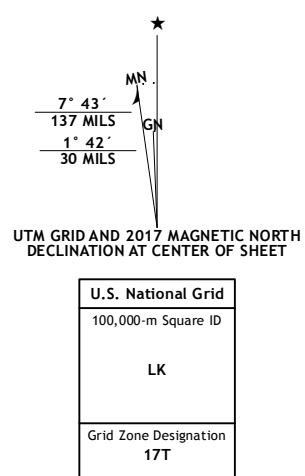 ★
MN
7° 43´
137 MILS
GN
1° 42´
30 MILS
UTM GRID AND 2017 MAGNETIC NORTH
DECLINATION AT CENTER OF SHEET
U.S. National Grid
100,000-m Square ID
LK
Grid Zone Designation
17T